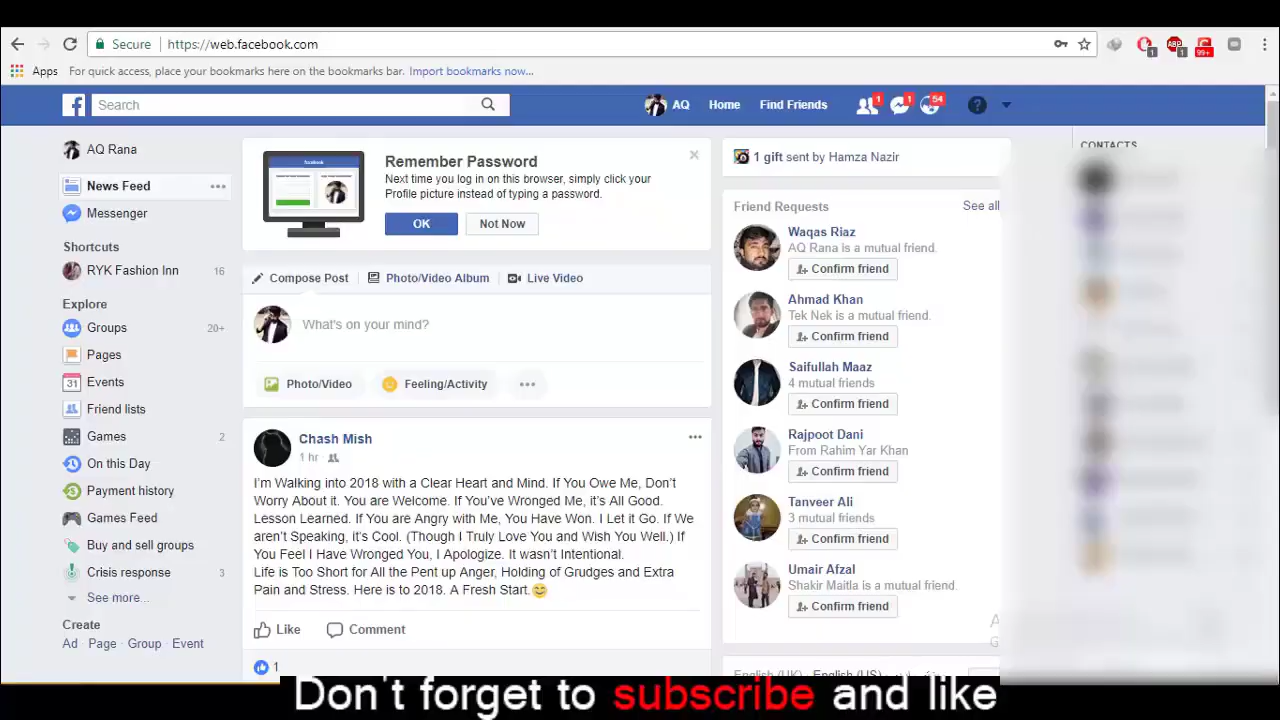 Secure
https://web.facebook.com
1
1
99+
Apps
For quick access, place your bookmarks here on the bookmarks bar. Import bookmarks now...
Search
AQ
Home
Find Friends
1
1
54
AQ Rana
News Feed
Messenger
Shortcuts
RYK Fashion Inn 16
Explore
Groups 20+
Pages
31 Events
Friend lists
Games 2
On this Day
Payment history
Games Feed
Buy and sell groups
Crisis response 3
See more...
Create
Ad Page · Group · Event
facebook
Remember Password
Next time you log in on this browser, simply click your
Profile picture instead of typing a password.
OK
Not Now
Compose Post
Photo/Video Album
Live Video
What's on your mind?
Photo/Video
Feeling/Activity
Chash Mish
1 hr ·
I'm Walking into 2018 with a Clear Heart and Mind. If You Owe Me, Don't
Worry About it. You are Welcome. If You've Wronged Me, it's All Good.
Lesson Learned. If You are Angry with Me, You Have Won. I Let it Go. If We
aren't Speaking, it's Cool. (Though I Truly Love You and Wish You Well.) If
You Feel I Have Wronged You, I Apologize. It wasn't Intentional.
Life is Too Short for All the Pent up Anger, Holding of Grudges and Extra
Pain and Stress. Here is to 2018. A Fresh Start.😊
Like
Comment
1
1 gift sent by Hamza Nazir
Friend Requests
See all
Waqas Riaz
AQ Rana is a mutual friend.
Confirm friend
Ahmad Khan
Tek Nek is a mutual friend.
Confirm friend
Saifullah Maaz
4 mutual friends
Confirm friend
Rajpoot Dani
From Rahim Yar Khan
Confirm friend
Tanveer Ali
3 mutual friends
Confirm friend
Umair Afzal
Shakir Maitla is a mutual friend.
Confirm friend
English (UK) · English (US)
CONTACTS
Don't forget to subscribe and like